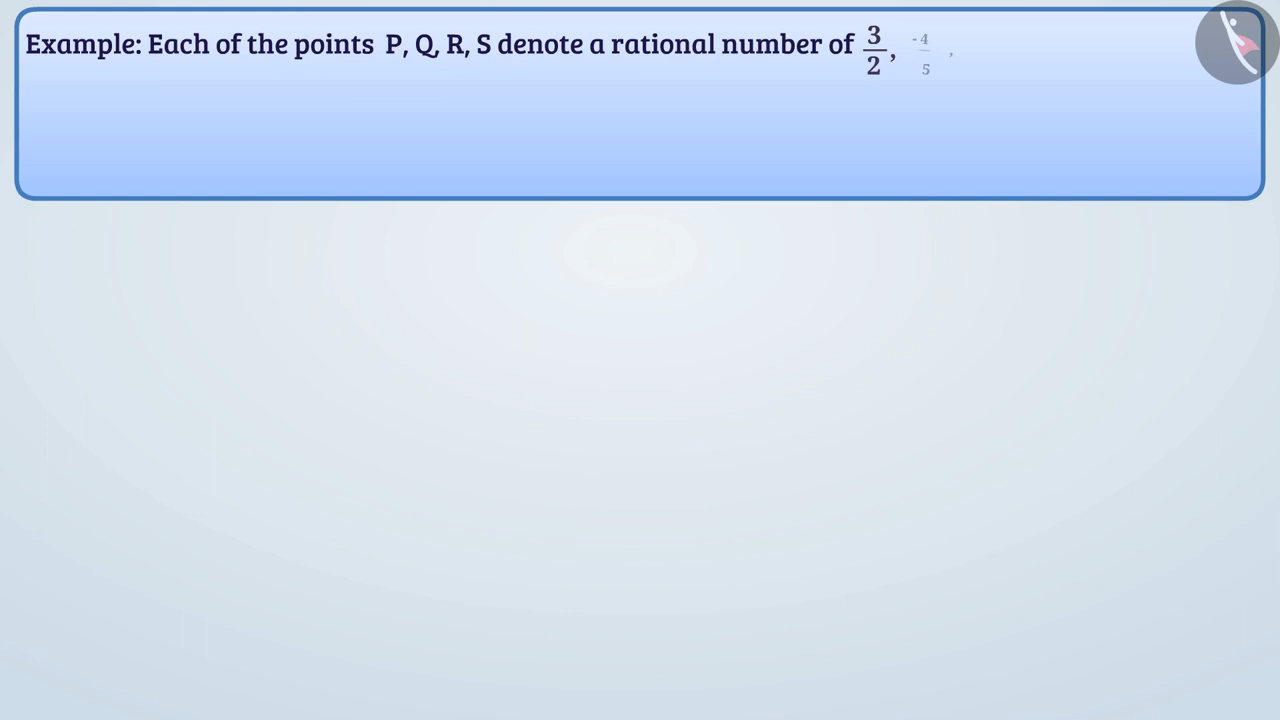 Example: Each of the points P, Q, R, S denote a rational number of 3/2, -4/5 ,